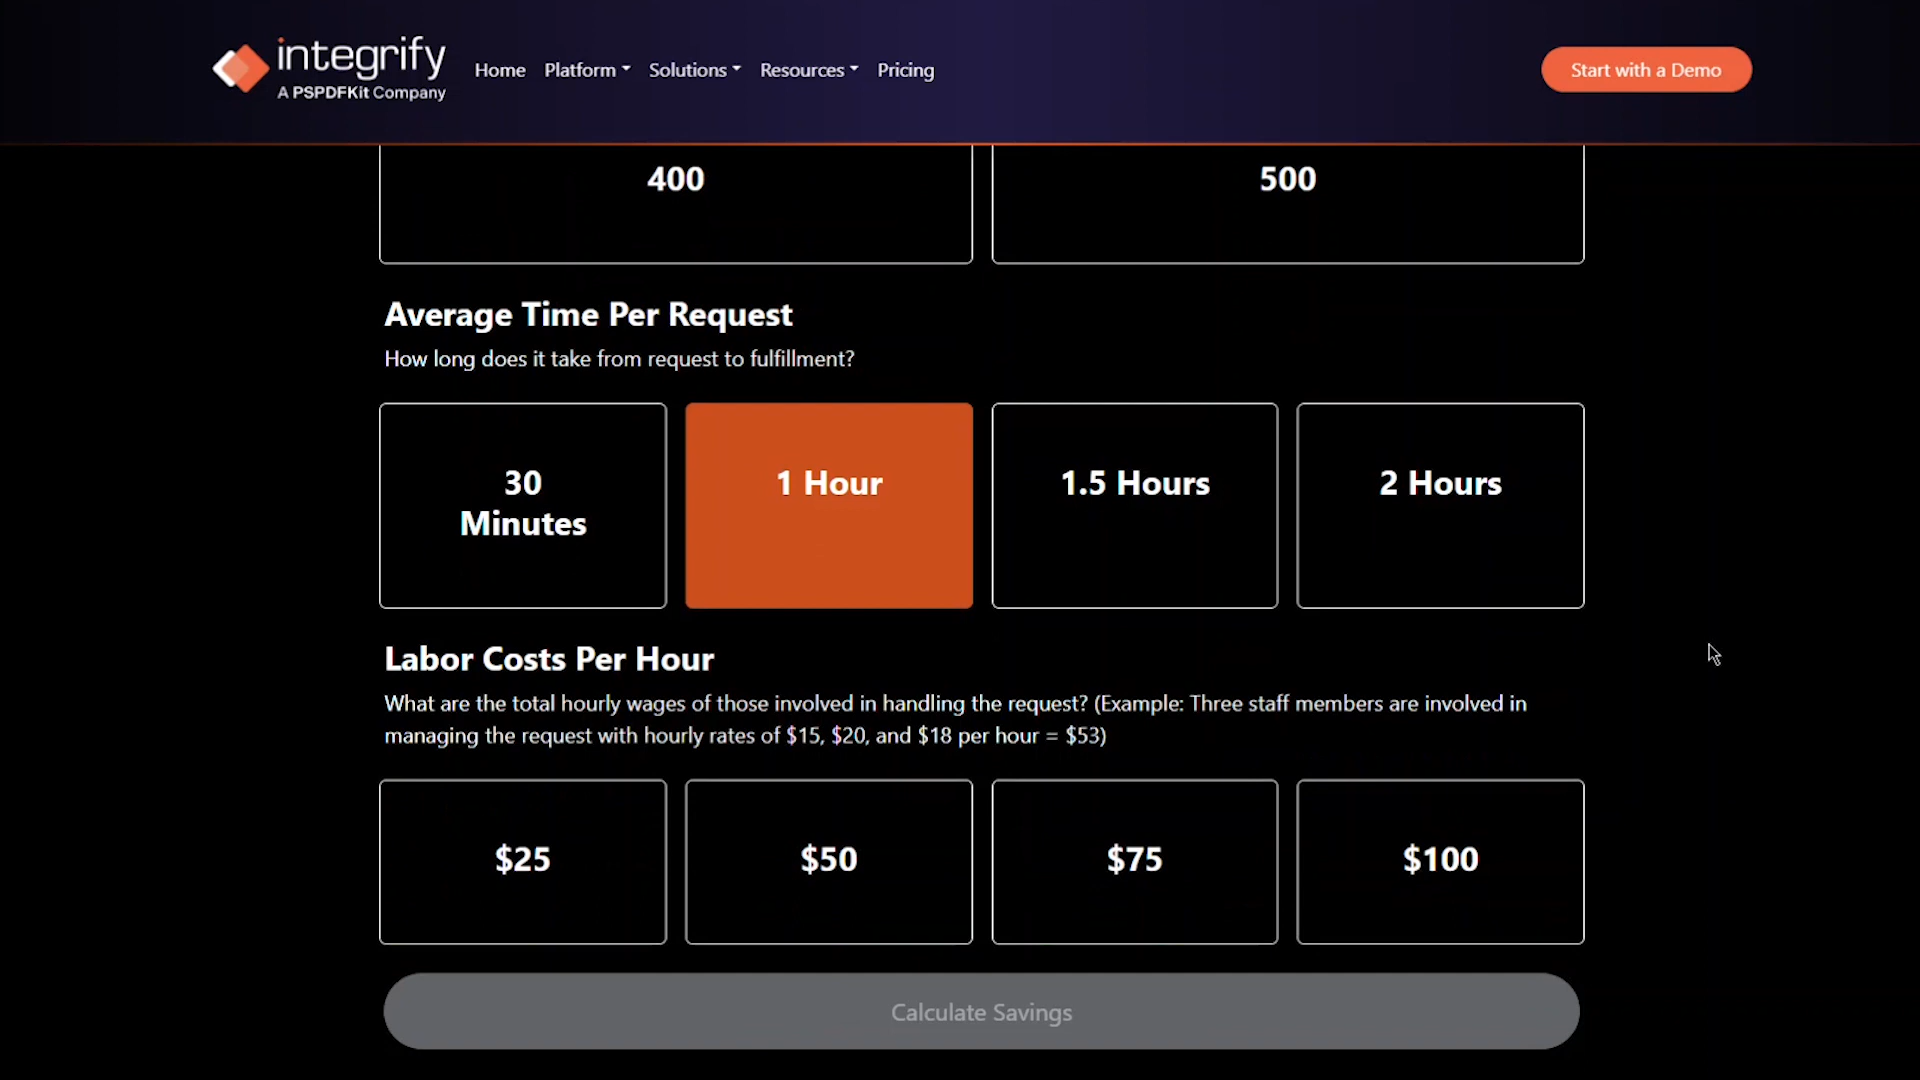 integrify
A PSPDFKit Company
Home Platform Solutions Resources Pricing
Start with a Demo
400 500
Average Time Per Request
How long does it take from request to fulfillment?
30
Minutes
1 Hour
1.5 Hours
2 Hours
Labor Costs Per Hour
What are the total hourly wages of those involved in handling the request? (Example: Three staff members are involved in
managing the request with hourly rates of $15, $20, and $18 per hour = $53)
$25 $50 $75 $100
Calculate Savings